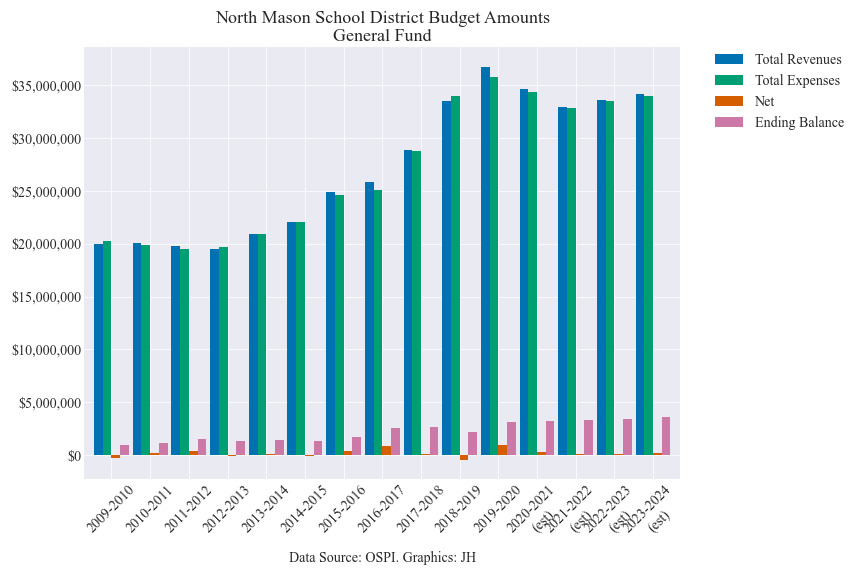 North Mason School District Budget Amounts
General Fund
Total Revenues
Total Expenses
Net
Ending Balance
$35,000,000
$30,000,000
$25,000,000
$20,000,000
$15,000,000
$10,000,000
$5,000,000
$0
2009-2010
2010-2011
2011-2012
2012-2013
2013-2014
2014-2015
2015-2016
2016-2017
2017-2018
2018-2019
2019-2020
2020-2021
(est)
2021-2022
(est)
2022-2023
(est)
2023-2024
(est)
Data Source: OSPI. Graphics: JH